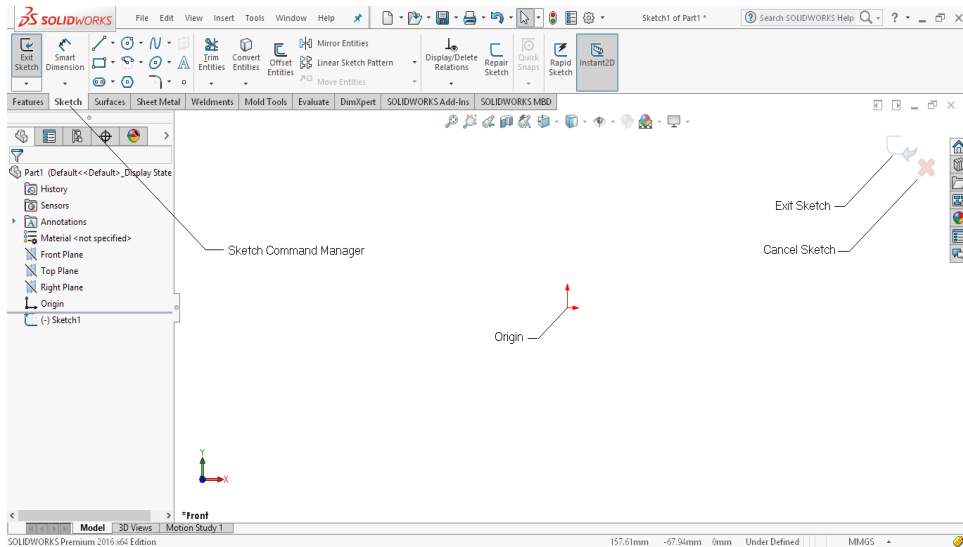 SOLIDWORKS File Edit View Insert Tools Window Help Sketch1 of Part1 * Search SOLIDWORKS Help
Exit Sketch
Smart Dimension
Trim Entities
Convert Entities
Offset Entities
Mirror Entities
Linear Sketch Pattern
Move Entities
Display/Delete Relations
Repair Sketch
Quick Snaps
Rapid Sketch
Instant2D
Features Sketch Surfaces Sheet Metal Weldments Mold Tools Evaluate DimXpert SOLIDWORKS Add-Ins SOLIDWORKS MBD
Part1 (Default<<Default>_Display State
History
Sensors
Annotations
Material <not specified>
Front Plane
Top Plane
Right Plane
Origin
(-) Sketch1
Sketch Command Manager
Exit Sketch
Cancel Sketch
Origin
Y
X
*Front
Model 3D Views Motion Study 1
SOLIDWORKS Premium 2016 x64 Edition 157.61mm -67.94mm 0mm Under Defined MMGS